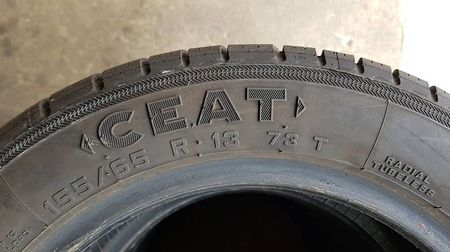 CEAT
155/65 R 13 73 T
RADIAL
TUBELESS